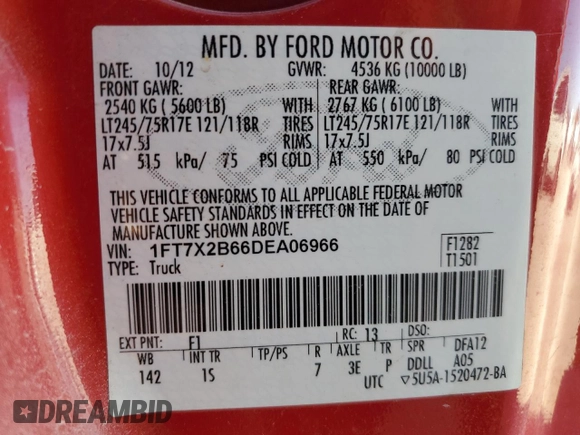 MFD. BY FORD MOTOR CO.
DATE: 10/12 GVWR: 4536 KG (10000 LB)
FRONT GAWR: REAR GAWR:
2540 KG ( 5600 LB) WITH 2767 KG ( 6100 LB) WITH
LT245/75R17E 121/118R TIRES LT245/75R17E 121/118R TIRES
17x7.5J RIMS 17x7.5J RIMS
AT 515 kPa/ 75 PSI COLD AT 550 kPa/ 80 PSI COLD
THIS VEHICLE CONFORMS TO ALL APPLICABLE FEDERAL MOTOR
VEHICLE SAFETY STANDARDS IN EFFECT ON THE DATE OF
MANUFACTURE SHOWN ABOVE.
VIN: 1FT7X2B66DEA06966 F1282
TYPE: Truck T1501
EXT PNT: F1 RC: 13 DSO:
WB INT TR TP/PS R AXLE TR SPR DFA12
142 1S 7 3E P DDLL A05
UTC ▽5U5A-1520472-BA
DREAMBID